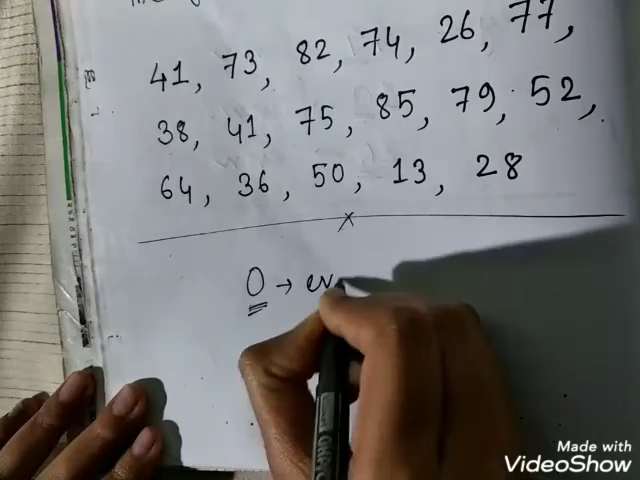 41, 73, 82, 74, 26, 77,
38, 41, 75, 85, 79, 52,
64, 36, 50, 13, 28
x
0 → ev
Made with
VideoShow